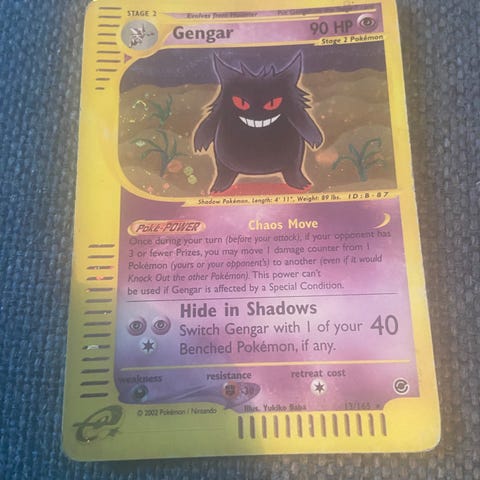 STAGE 2
Evolves from Haunter
Gengar
90 HP
Stage 2 Pokémon
Shadow Pokémon. Length: 4' 11", Weight: 89 lbs. ID: B-87
Poké-POWER Chaos Move
Once during your turn (before your attack), if your opponent has
3 or fewer Prizes, you may move 1 damage counter from 1
Pokémon (yours or your opponent's) to another (even if it would
Knock Out the other Pokémon). This power can't
be used if Gengar is affected by a Special Condition.
Hide in Shadows
Switch Gengar with 1 of your 40
Benched Pokémon, if any.
weakness resistance retreat cost
-30
e
© 2002 Pokémon / Nintendo Illus. Yukiko Baba 13/165